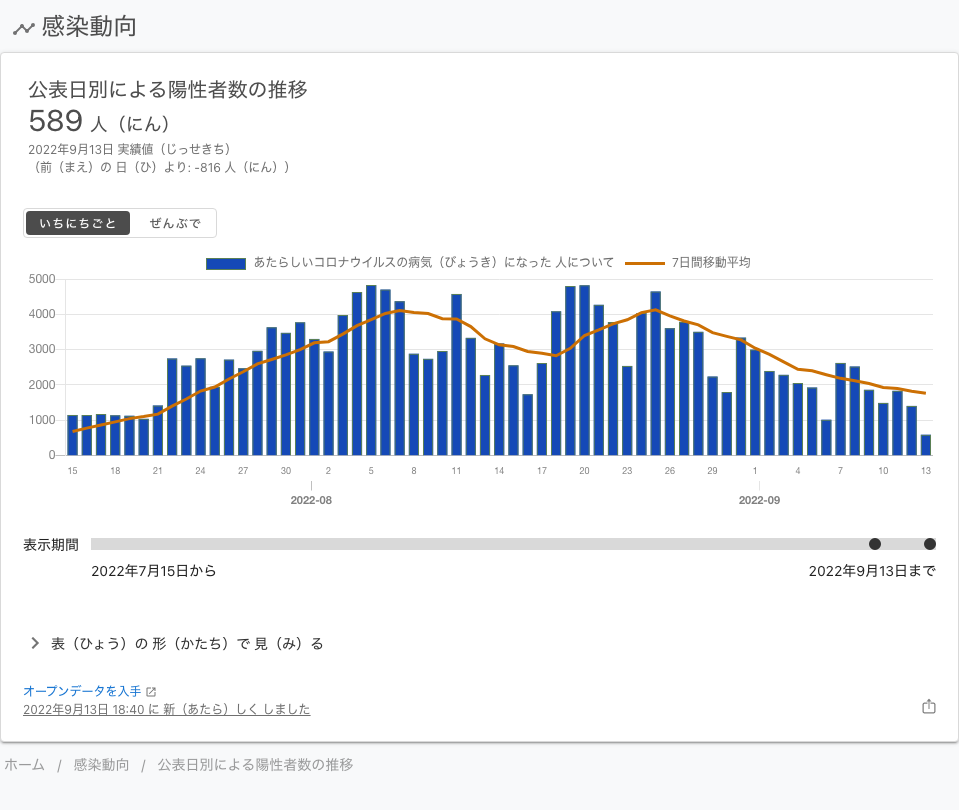 感染動向
公表日別による陽性者数の推移
589 人（にん）
2022年9月13日 実績値（じっせきち）
（前（まえ）の 日（ひ）より: -816 人（にん））
いちにちごと ぜんぶで
あたらしいコロナウイルスの病気（びょうき）になった 人について 7日間移動平均
5000
4000
3000
2000
1000
0
15 18 21 24 27 30 2 5 8 11 14 17 20 23 26 29 1 4 7 10 13
2022-08 2022-09
表示期間
2022年7月15日から 2022年9月13日まで
表（ひょう）の 形（かたち）で 見（み）る
オープンデータを入手
2022年9月13日 18:40 に 新（あたら）しく しました
ホーム / 感染動向 / 公表日別による陽性者数の推移